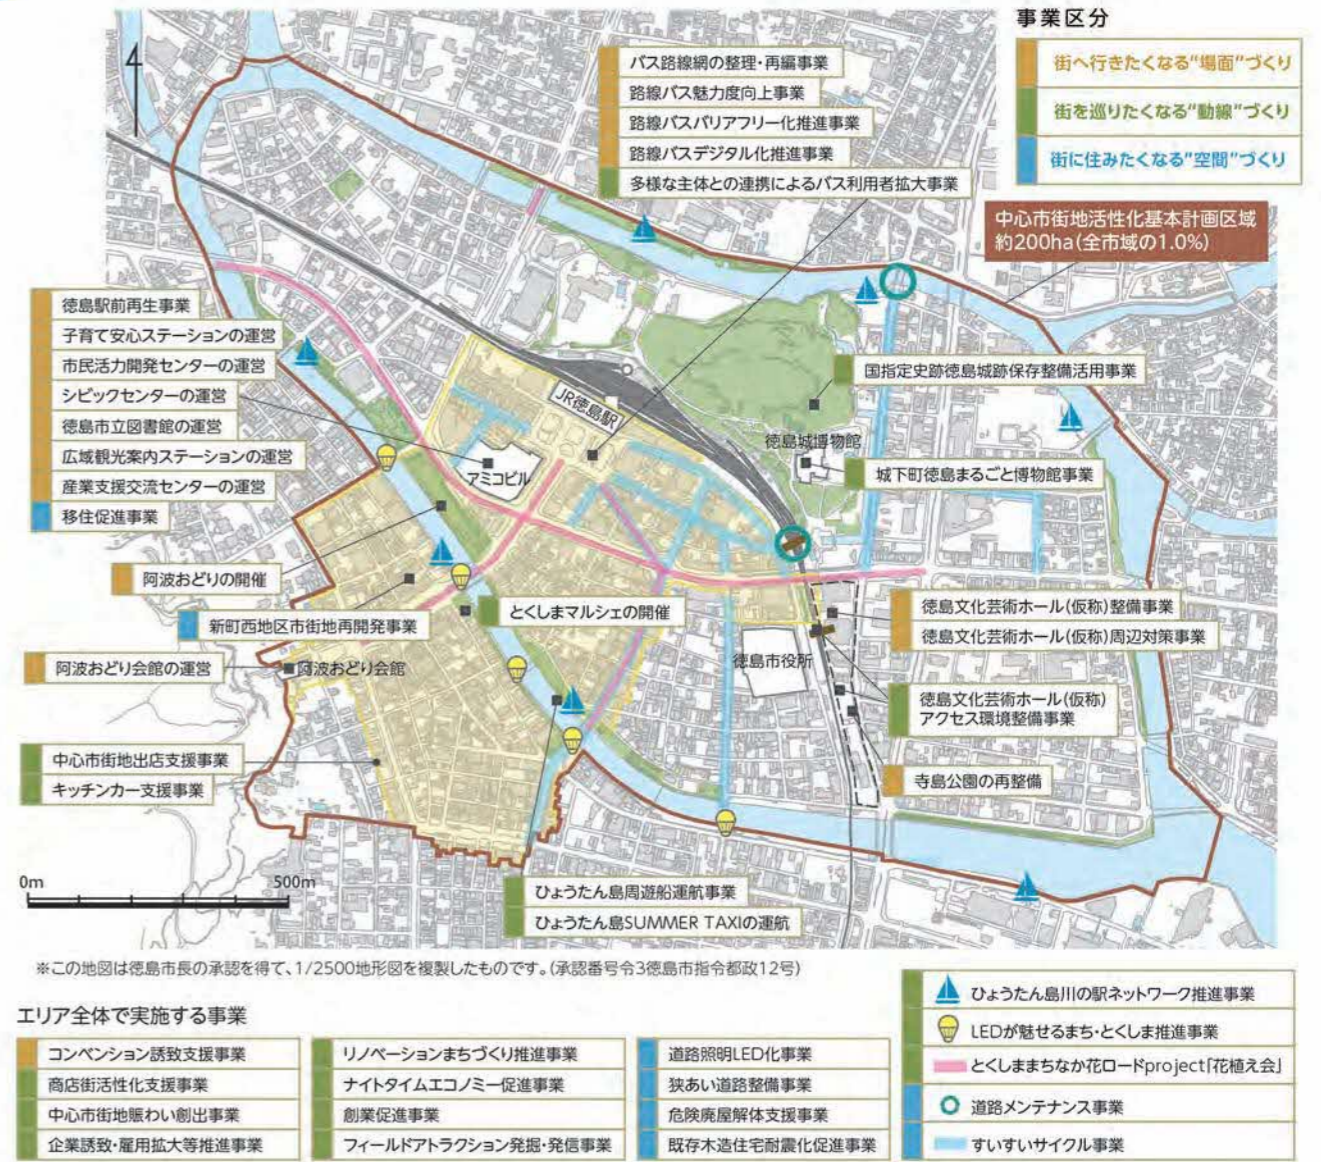 事業区分
街へ行きたくなる"場面"づくり
街を巡りたくなる"動線"づくり
街に住みたくなる"空間"づくり
4
バス路線網の整理・再編事業
路線バス魅力度向上事業
路線バスバリアフリー化推進事業
路線バスデジタル化推進事業
多様な主体との連携によるバス利用者拡大事業
中心市街地活性化基本計画区域
約200ha(全市域の1.0%)
徳島駅前再生事業
子育て安心ステーションの運営
市民活力開発センターの運営
シビックセンターの運営
徳島市立図書館の運営
広域観光案内ステーションの運営
産業支援交流センターの運営
移住促進事業
国指定史跡徳島城跡保存整備活用事業
JR徳島駅
徳島城博物館
アミコビル
城下町徳島まるごと博物館事業
阿波おどりの開催
新町西地区市街地再開発事業
とくしまマルシェの開催
徳島文化芸術ホール(仮称)整備事業
徳島文化芸術ホール(仮称)周辺対策事業
阿波おどり会館の運営
阿波おどり会館
徳島市役所
徳島文化芸術ホール(仮称)
アクセス環境整備事業
中心市街地出店支援事業
キッチンカー支援事業
寺島公園の再整備
0m
500m
ひょうたん島周遊船運航事業
ひょうたん島SUMMER TAXIの運航
※この地図は徳島市長の承認を得て、1/2500地形図を複製したものです。(承認番号令3徳島市指令都政12号)
エリア全体で実施する事業
コンベンション誘致支援事業
商店街活性化支援事業
中心市街地賑わい創出事業
企業誘致・雇用拡大等推進事業
リノベーションまちづくり推進事業
ナイトタイムエコノミー促進事業
創業促進事業
フィールドアトラクション発掘・発信事業
道路照明LED化事業
狭あい道路整備事業
危険廃屋解体支援事業
既存木造住宅耐震化促進事業
ひょうたん島川の駅ネットワーク推進事業
LEDが魅せるまち・とくしま推進事業
とくしままちなか花ロードproject「花植え会」
道路メンテナンス事業
すいすいサイクル事業